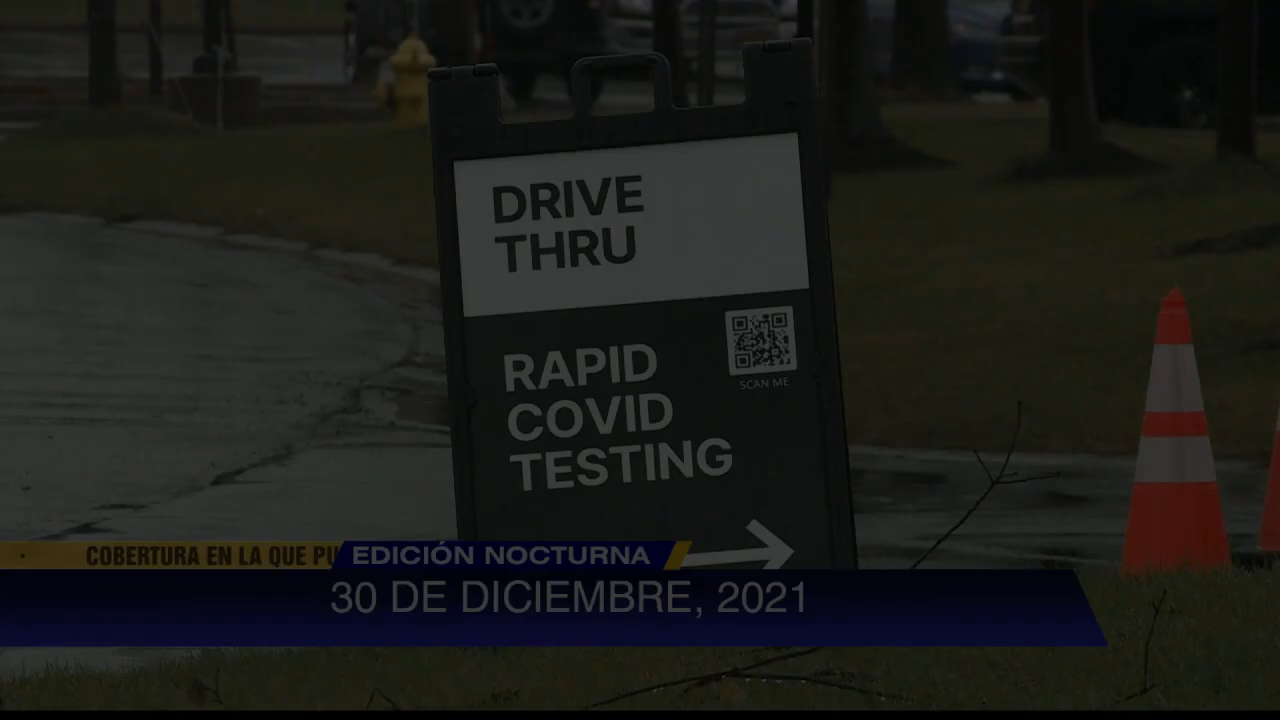 DRIVE
THRU
RAPID
COVID
TESTING
SCAN ME
COBERTURA EN LA QUE
EDICIÓN NOCTURNA
30 DE DICIEMBRE, 2021